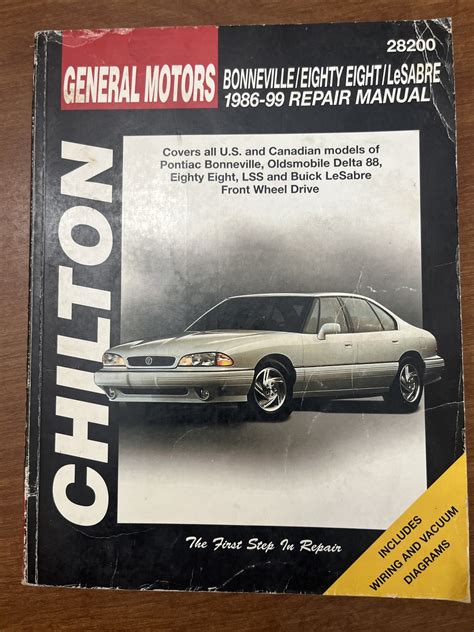 28200
GENERAL MOTORS
BONNEVILLE/EIGHTY EIGHT/LeSABRE
1986-99 REPAIR MANUAL
Covers all U.S. and Canadian models of
Pontiac Bonneville, Oldsmobile Delta 88,
Eighty Eight, LSS and Buick LeSabre
Front Wheel Drive
CHILTON
The First Step In Repair
INCLUDES
WIRING AND VACUUM
DIAGRAMS